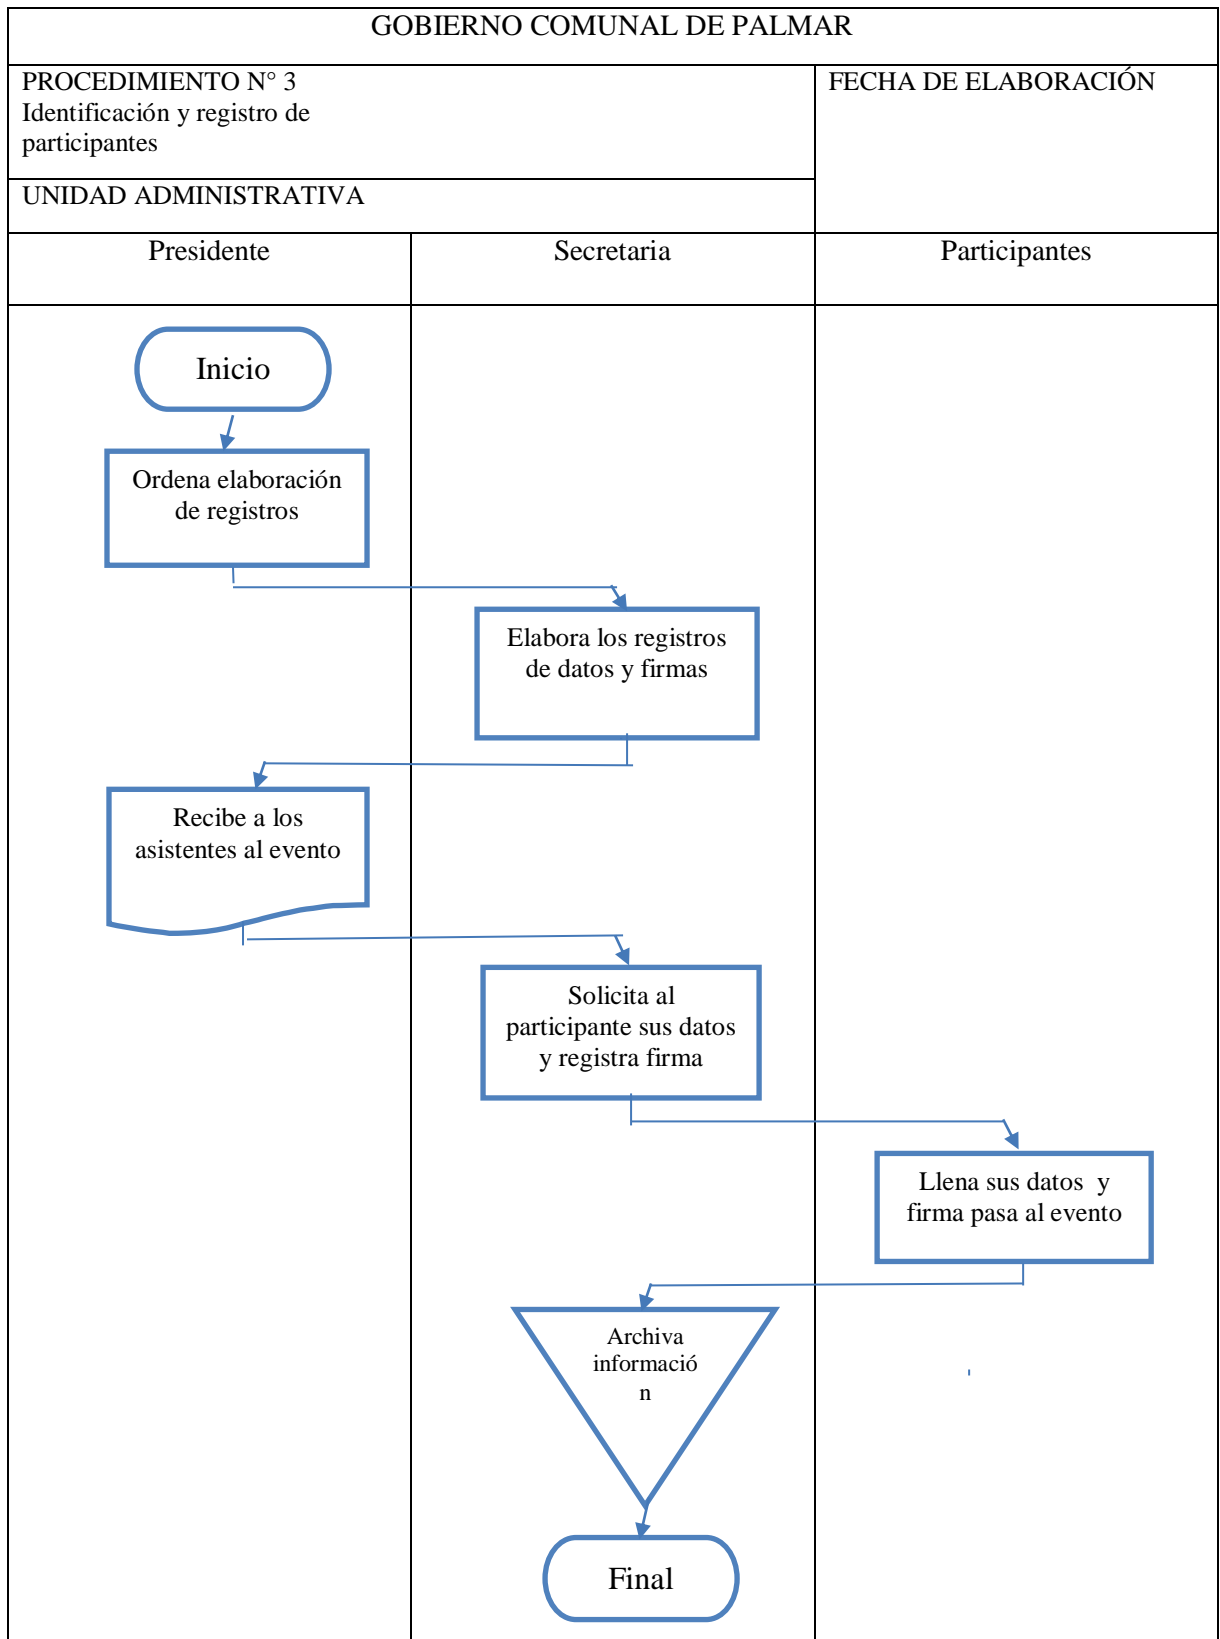 GOBIERNO COMUNAL DE PALMAR
PROCEDIMIENTO N° 3
Identificación y registro de
participantes
FECHA DE ELABORACIÓN
UNIDAD ADMINISTRATIVA
Presidente
Secretaria
Participantes
Inicio
Ordena elaboración
de registros
Elabora los registros
de datos y firmas
Recibe a los
asistentes al evento
Solicita al
participante sus datos
y registra firma
Llena sus datos  y
firma pasa al evento
Archiva
informació
n
Final